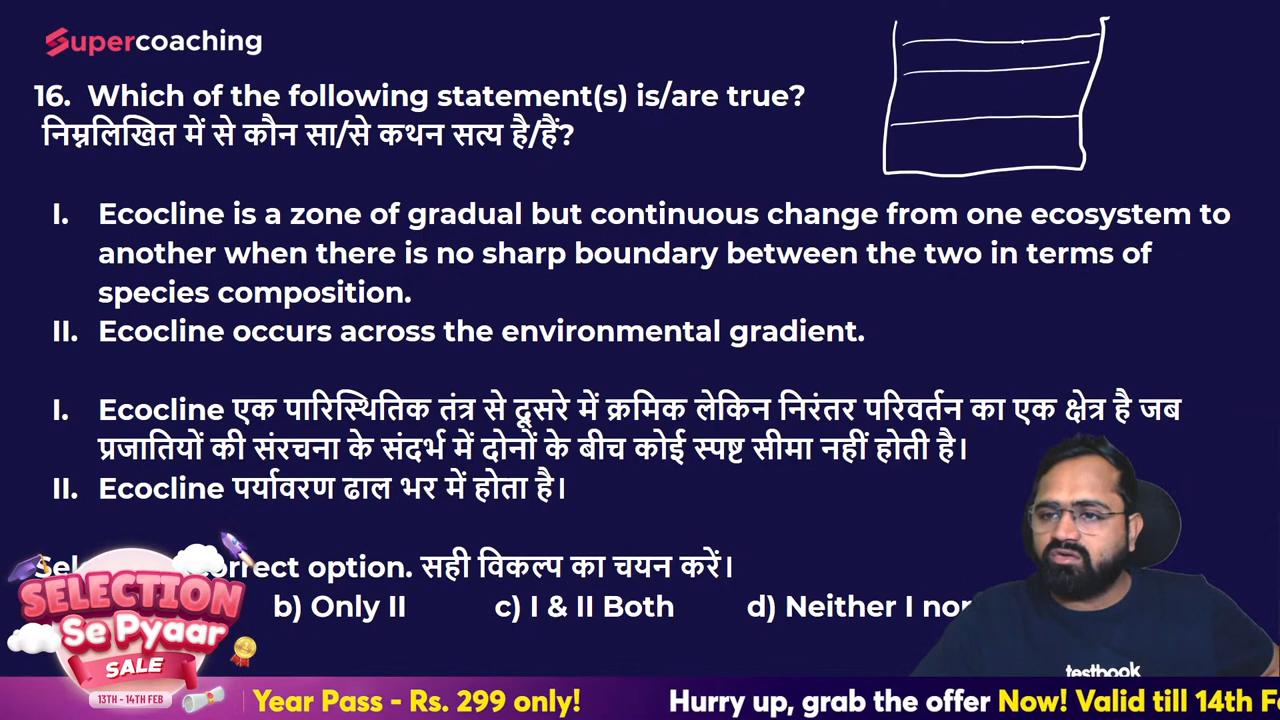 Supercoaching
16. Which of the following statement(s) is/are true?
निम्नलिखित में से कौन सा/से कथन सत्य है/हैं?
I. Ecocline is a zone of gradual but continuous change from one ecosystem to
another when there is no sharp boundary between the two in terms of
species composition.
II. Ecocline occurs across the environmental gradient.
I. Ecocline एक पारिस्थितिक तंत्र से दूसरे में क्रमिक लेकिन निरंतर परिवर्तन का एक क्षेत्र है जब
प्रजातियों की संरचना के संदर्भ में दोनों के बीच कोई स्पष्ट सीमा नहीं होती है।
II. Ecocline पर्यावरण ढाल भर में होता है।
option. सही विकल्प का चयन करें।
b) Only II c) I & II Both d) Neither I
SELECTION
Se Pyaar
SALE
13TH - 14TH FEB
testbook
Year Pass - Rs. 299 only! Hurry up, grab the offer Now! Valid till 14th